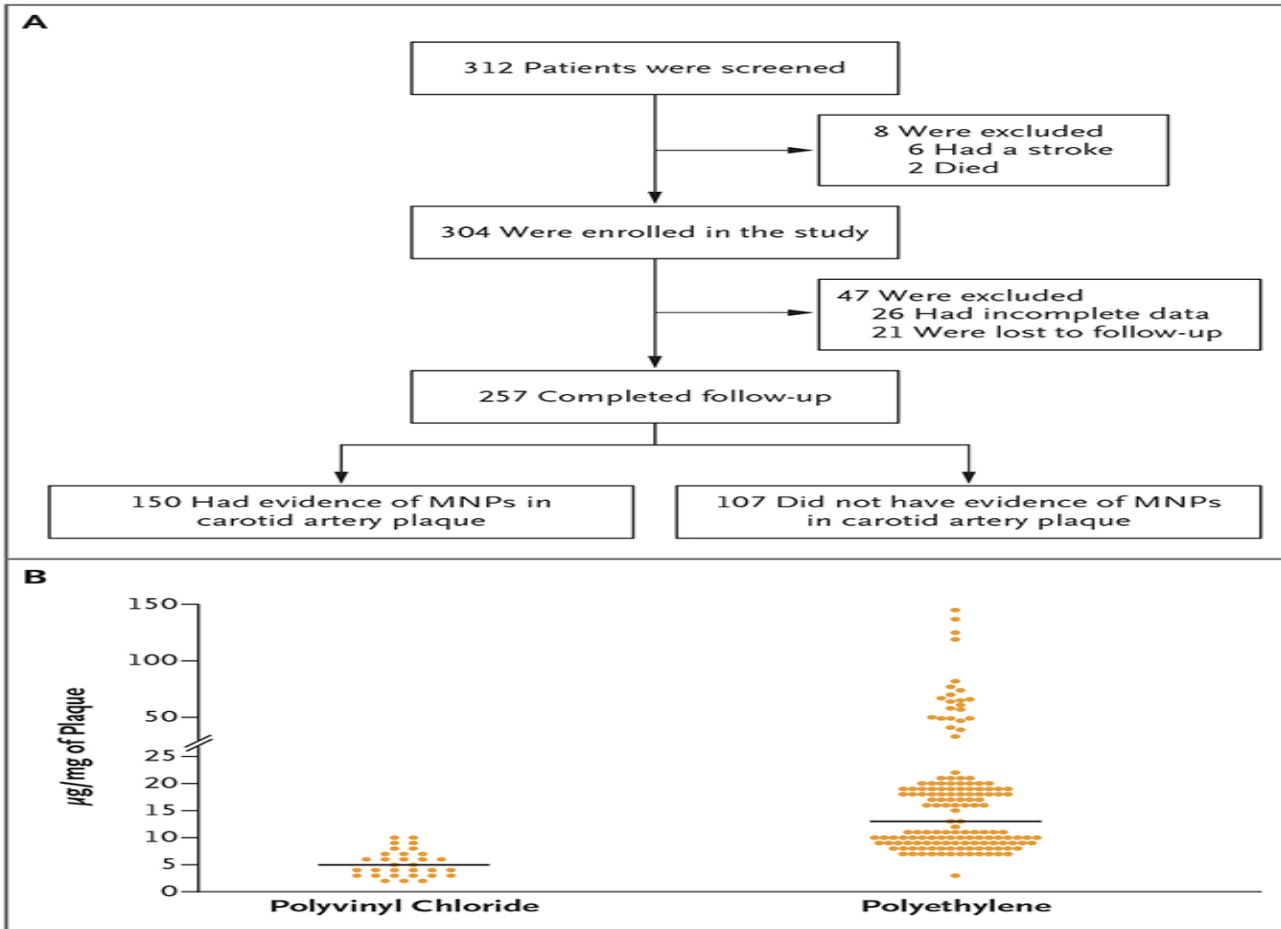 A
312 Patients were screened
8 Were excluded
6 Had a stroke
2 Died
304 Were enrolled in the study
47 Were excluded
26 Had incomplete data
21 Were lost to follow-up
257 Completed follow-up
150 Had evidence of MNPs in
carotid artery plaque
107 Did not have evidence of MNPs
in carotid artery plaque
B
µg/mg of Plaque
150
100
50
25
20
15
10
5
0
Polyvinyl Chloride
Polyethylene